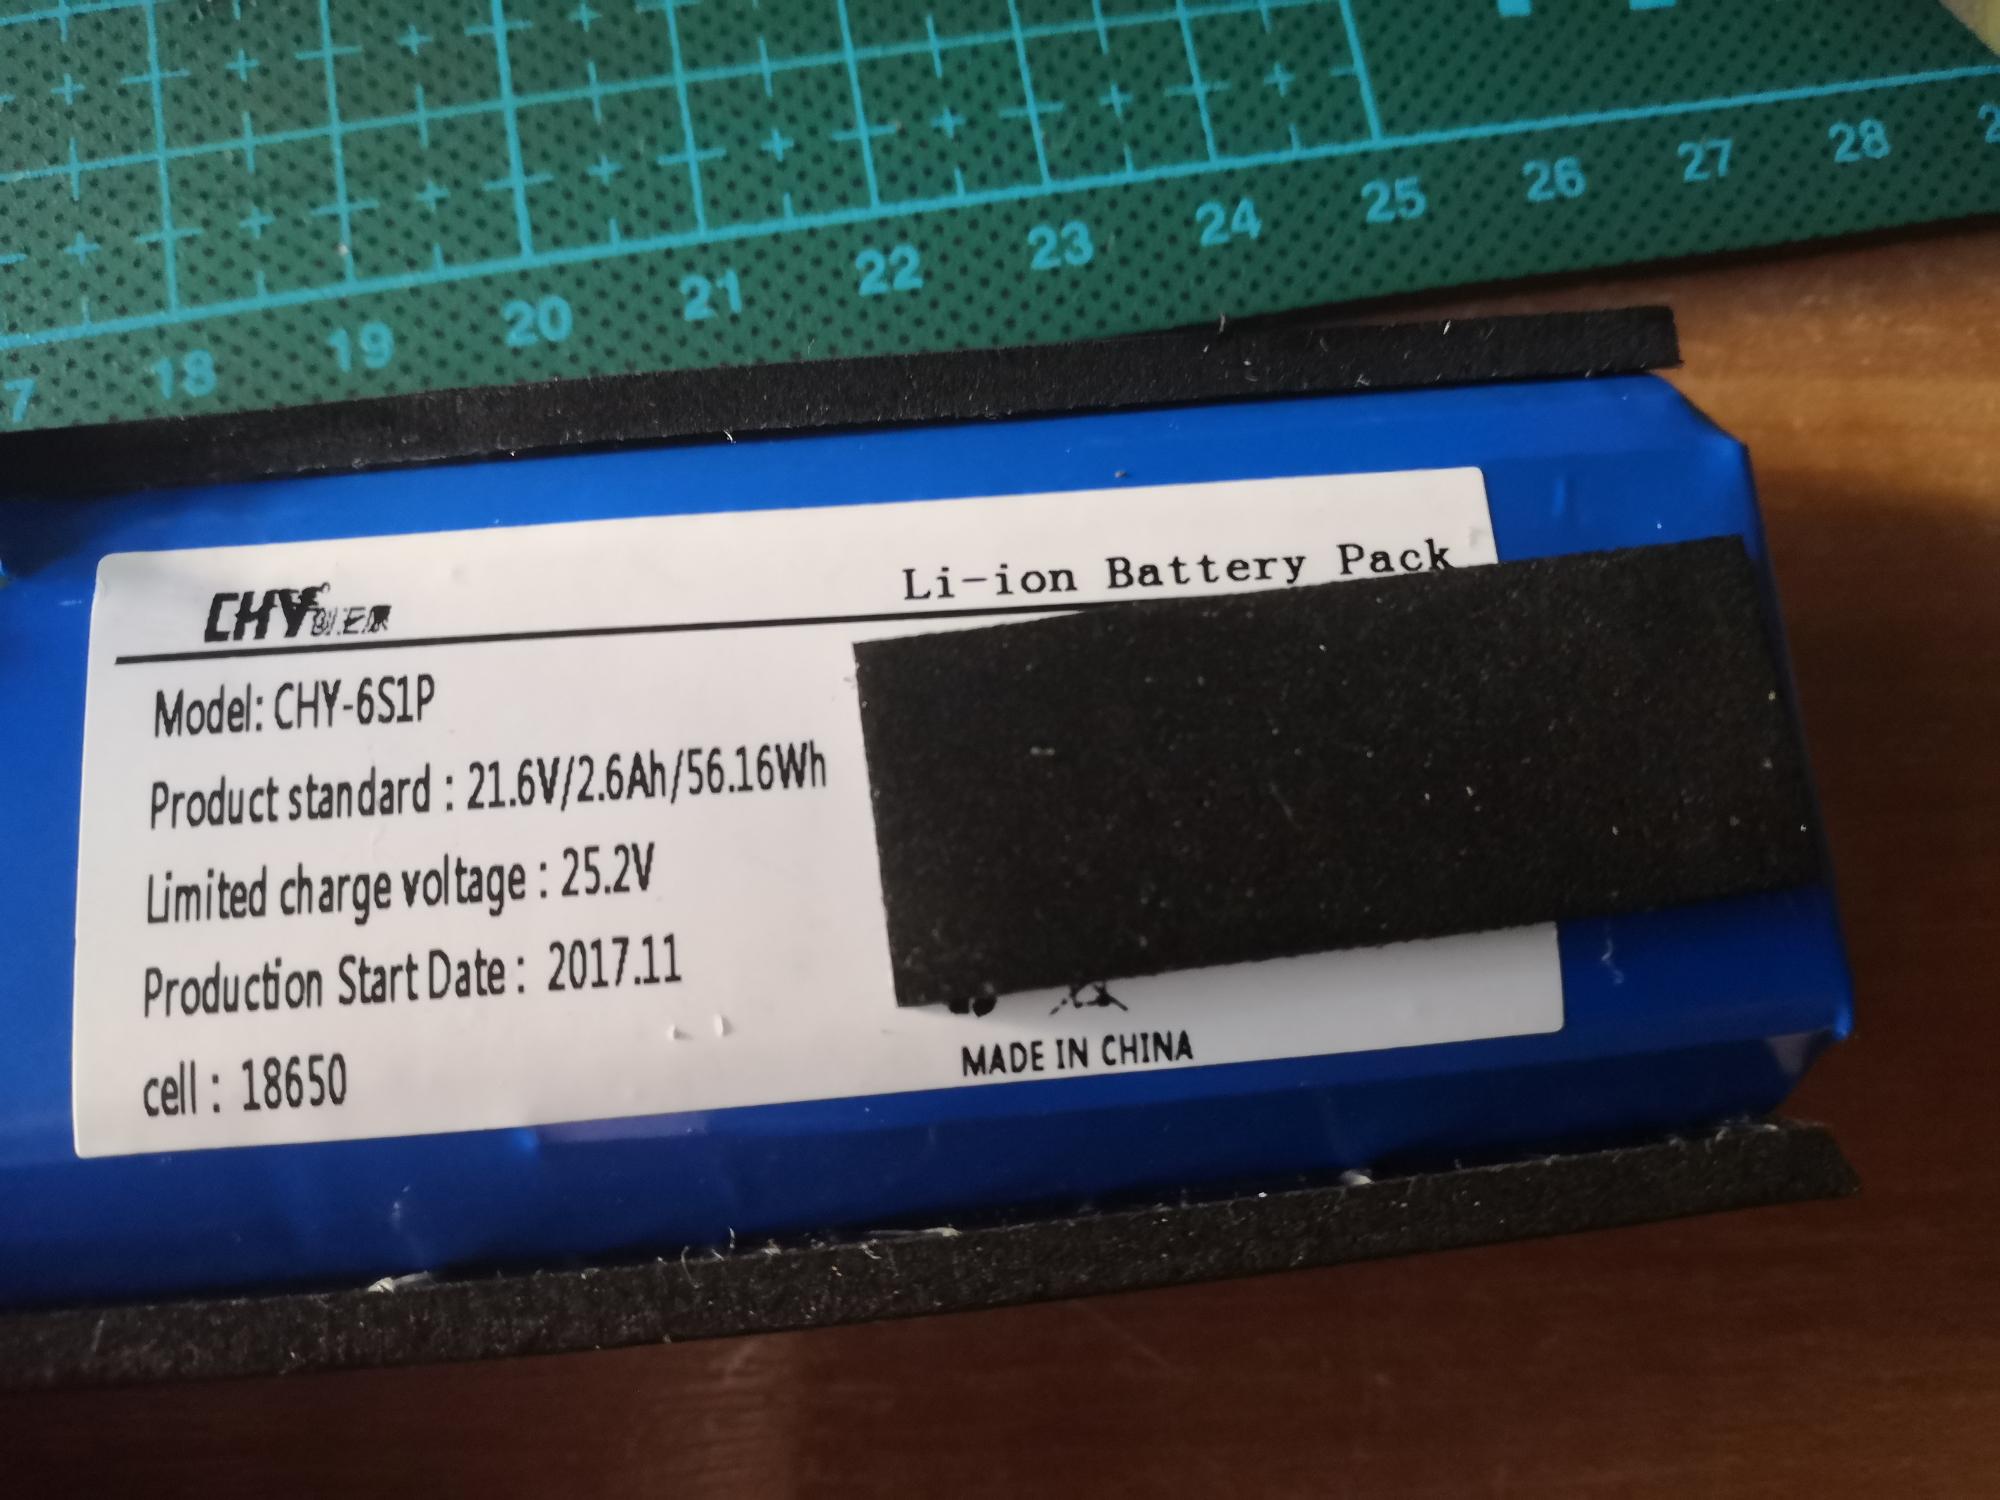 18 19 20 21 22 23 24 25 26 27 28
CHY
Li-ion Battery Pack
Model: CHY-6S1P
Product standard : 21.6V/2.6Ah/56.16Wh
Limited charge voltage : 25.2V
Production Start Date : 2017.11
cell : 18650
MADE IN CHINA